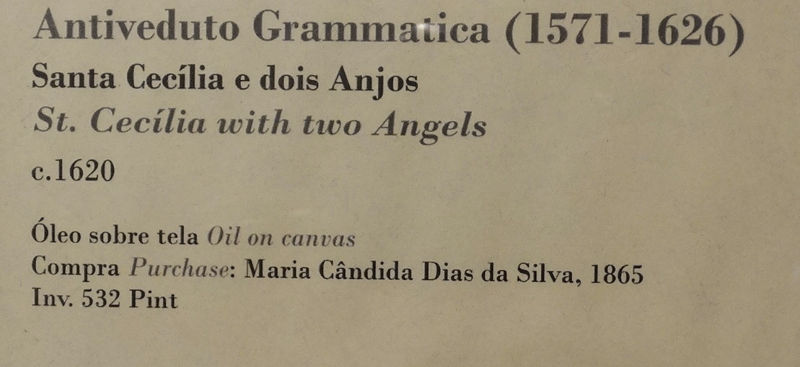 Antiveduto Grammatica (1571-1626)
Santa Cecília e dois Anjos
St. Cecília with two Angels
c.1620
Óleo sobre tela Oil on canvas
Compra Purchase: Maria Cândida Dias da Silva, 1865
Inv. 532 Pint